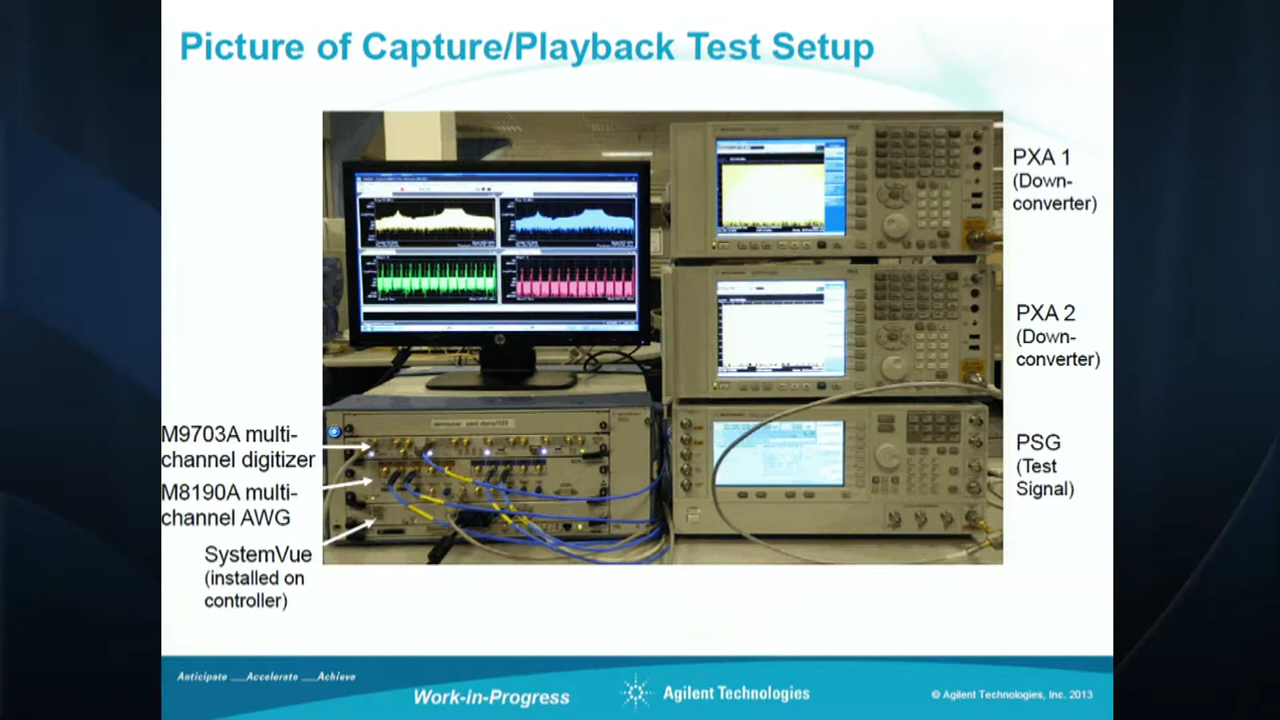 Picture of Capture/Playback Test Setup
PXA 1
(Down-
converter)
PXA 2
(Down-
converter)
M9703A multi-
channel digitizer
M8190A multi-
channel AWG
SystemVue
(installed on
controller)
PSG
(Test
Signal)
Anticipate __Accelerate __Achieve
Work-in-Progress
Agilent Technologies
© Agilent Technologies, Inc. 2013